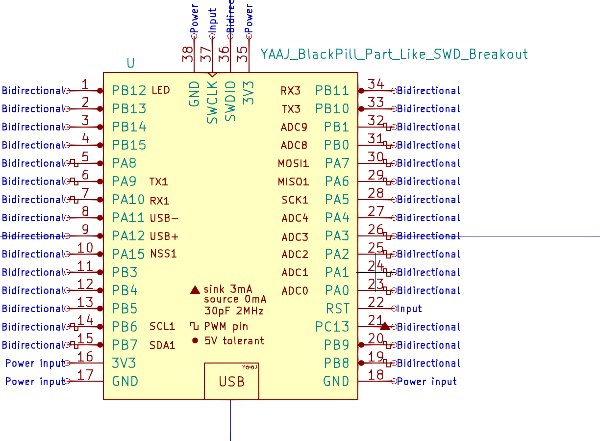 Power
Input
Bidirec
Power
38
37
36
35
YAAJ_BlackPill_Part_Like_SWD_Breakout
U
GND
SWCLK
SWDIO
3V3
Bidirectional 1 PB12 LED RX3 PB11 34 Bidirectional
Bidirectional 2 PB13 TX3 PB10 33 Bidirectional
Bidirectional 3 PB14 ADC9 PB1 32 Bidirectional
Bidirectional 4 PB15 ADC8 PB0 31 Bidirectional
Bidirectional 5 PA8 MOSI1 PA7 30 Bidirectional
Bidirectional 6 PA9 TX1 MISO1 PA6 29 Bidirectional
Bidirectional 7 PA10 RX1 SCK1 PA5 28 Bidirectional
Bidirectional 8 PA11 USB- ADC4 PA4 27 Bidirectional
Bidirectional 9 PA12 USB+ ADC3 PA3 26 Bidirectional
Bidirectional 10 PA15 NSS1 ADC2 PA2 25 Bidirectional
Bidirectional 11 PB3 ADC1 PA1 24 Bidirectional
Bidirectional 12 PB4 sink 3mA ADC0 PA0 23 Bidirectional
source 0mA
Bidirectional 13 PB5 30pF 2MHz RST 22 Input
Bidirectional 14 PB6 SCL1 PWM pin PC13 21 Bidirectional
Bidirectional 15 PB7 SDA1 5V tolerant PB9 20 Bidirectional
Power input 16 3V3 PB8 19 Bidirectional
YAAJ
Power input 17 GND USB GND 18 Power input